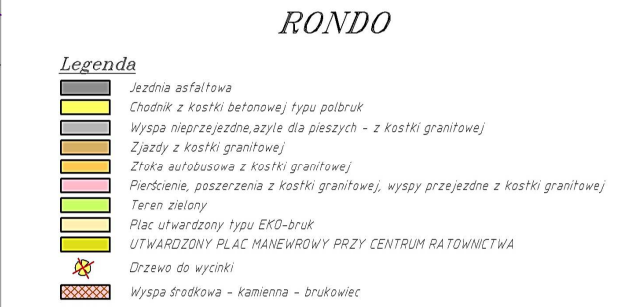 RONDO
Legenda
Jezdnia asfaltowa
Chodnik z kostki betonowej typu polbruk
Wyspa nieprzejezdne,azyle dla pieszych - z kostki granitowej
Zjazdy z kostki granitowej
Ztoka autobusowa z kostki granitowej
Pierścienie, poszerzenia z kostki granitowej, wyspy przejezdne z kostki granitowej
Teren zielony
Plac utwardzony typu EKO-bruk
UTWARDZONY PLAC MANEWROWY PRZY CENTRUM RATOWNICTWA
Drzewo do wycinki
Wyspa środkowa - kamienna - brukowiec